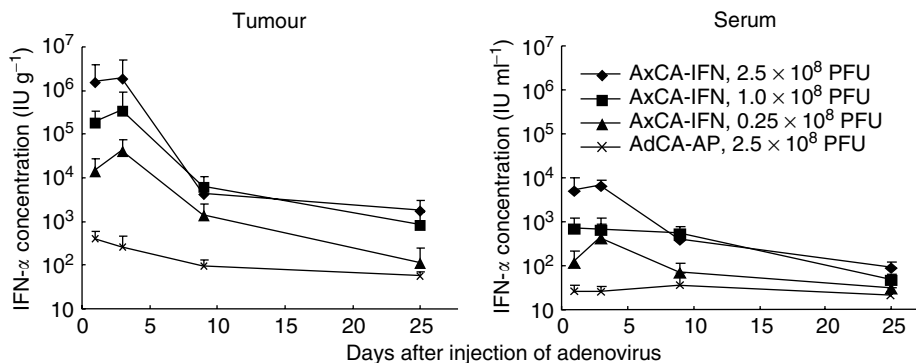 Tumour
IFN-α concentration (IU g⁻¹)
10⁷
10⁶
10⁵
10⁴
10³
10²
10
0 5 10 15 20 25
Serum
IFN-α concentration (IU ml⁻¹)
10⁷
10⁶
10⁵
10⁴
10³
10²
10
AxCA-IFN, 2.5 × 10⁸ PFU
AxCA-IFN, 1.0 × 10⁸ PFU
AxCA-IFN, 0.25 × 10⁸ PFU
AdCA-AP, 2.5 × 10⁸ PFU
0 5 10 15 20 25
Days after injection of adenovirus